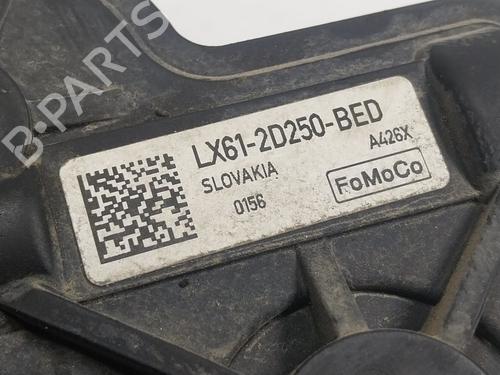 LX61-2D250-BED
SLOVAKIA
A426X
0156
FoMoCo
B-PARTS